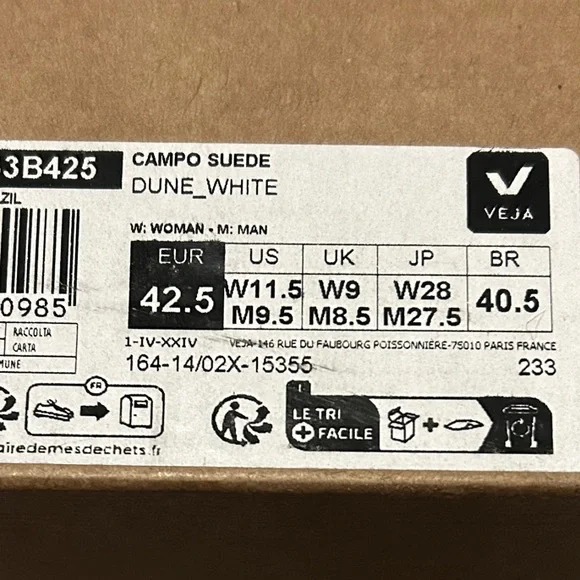 3B425
CAMPO SUEDE
DUNE_WHITE
VEJA
ZIL
W: WOMAN - M: MAN
EUR US UK JP BR
42.5 W11.5 W9 W28 40.5
M9.5 M8.5 M27.5
0985
RACCOLTA
CARTA
MUNE
1-IV-XXIV VEJA-146 RUE DU FAUBOURG POISSONNIÈRE-75010 PARIS FRANCE
164-14/02X-15355 233
FR
LE TRI
+ FACILE
+
airedemesdechets.fr